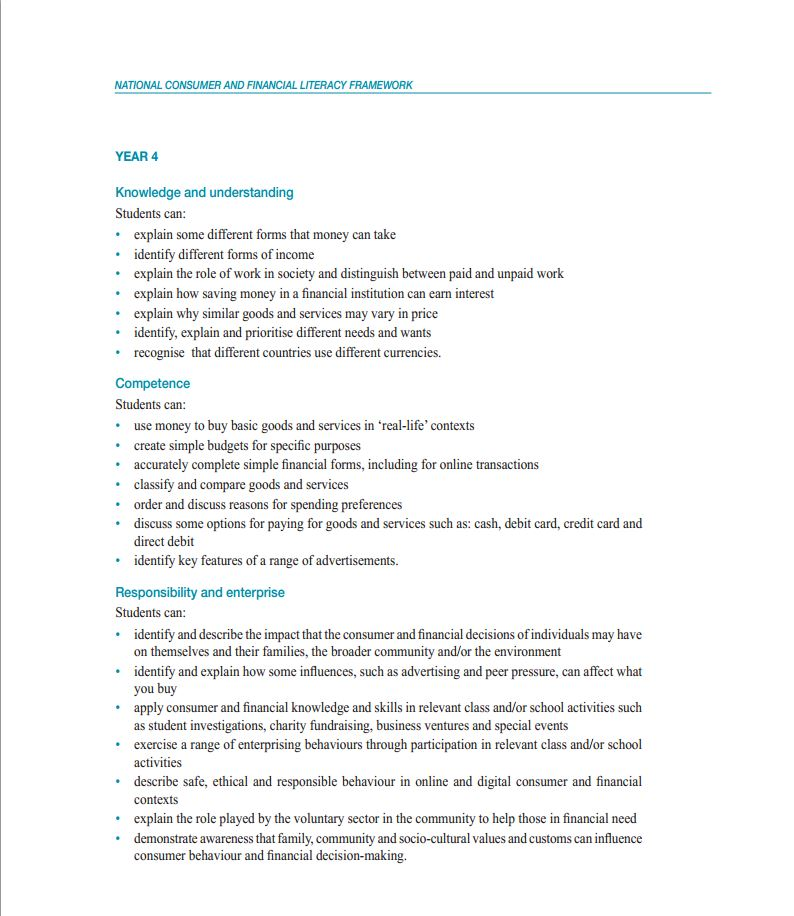 NATIONAL CONSUMER AND FINANCIAL LITERACY FRAMEWORK
YEAR 4
Knowledge and understanding
Students can:
• explain some different forms that money can take
• identify different forms of income
• explain the role of work in society and distinguish between paid and unpaid work
• explain how saving money in a financial institution can earn interest
• explain why similar goods and services may vary in price
• identify, explain and prioritise different needs and wants
• recognise  that different countries use different currencies.
Competence
Students can:
• use money to buy basic goods and services in ‘real-life’ contexts
• create simple budgets for specific purposes
• accurately complete simple financial forms, including for online transactions
• classify and compare goods and services
• order and discuss reasons for spending preferences
• discuss some options for paying for goods and services such as: cash, debit card, credit card and
direct debit
• identify key features of a range of advertisements.
Responsibility and enterprise
Students can:
• identify and describe the impact that the consumer and financial decisions of individuals may have
on themselves and their families, the broader community and/or the environment
• identify and explain how some influences, such as advertising and peer pressure, can affect what
you buy
• apply consumer and financial knowledge and skills in relevant class and/or school activities such
as student investigations, charity fundraising, business ventures and special events
• exercise a range of enterprising behaviours through participation in relevant class and/or school
activities
• describe safe, ethical and responsible behaviour in online and digital consumer and financial
contexts
• explain the role played by the voluntary sector in the community to help those in financial need
• demonstrate awareness that family, community and socio-cultural values and customs can influence
consumer behaviour and financial decision-making.